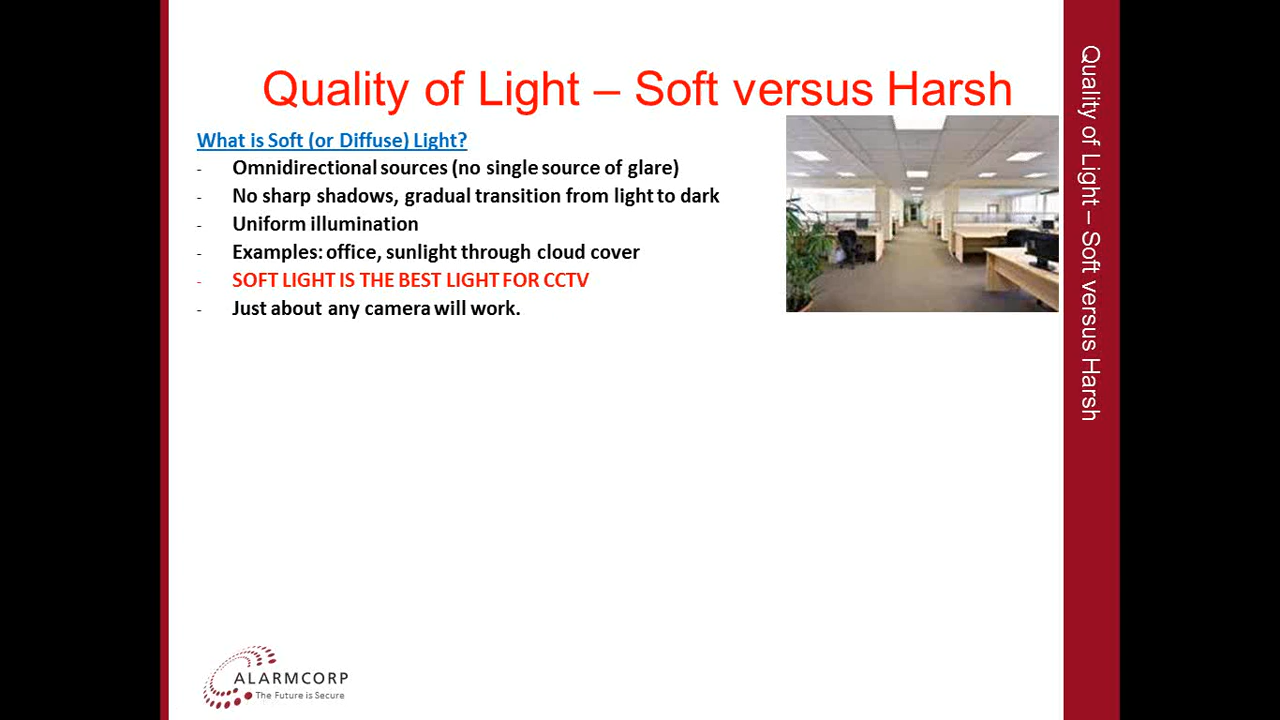 Quality of Light – Soft versus Harsh
What is Soft (or Diffuse) Light?
- Omnidirectional sources (no single source of glare)
- No sharp shadows, gradual transition from light to dark
- Uniform illumination
- Examples: office, sunlight through cloud cover
- SOFT LIGHT IS THE BEST LIGHT FOR CCTV
- Just about any camera will work.
Quality of Light – Soft versus Harsh
ALARMCORP
The Future is Secure